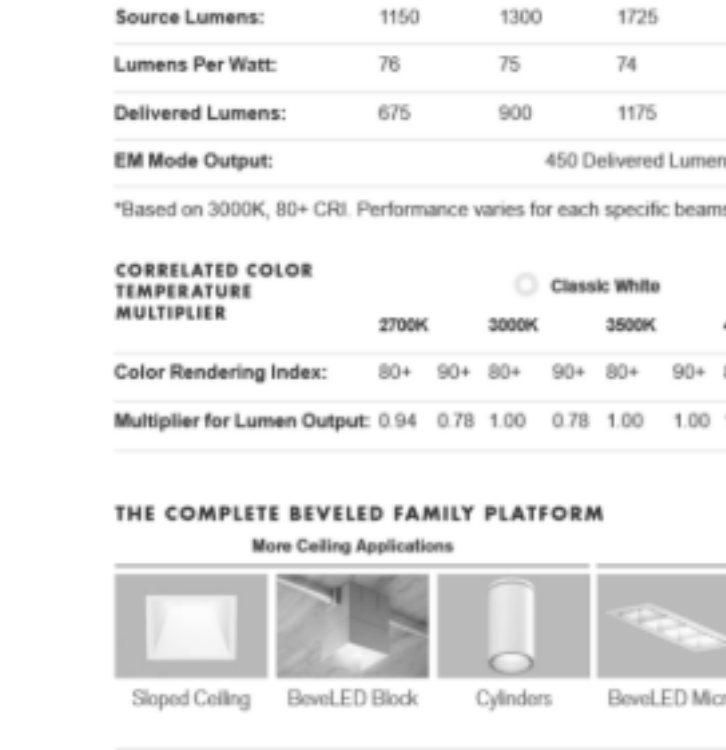 Source Lumens: 1150 1300 1725
Lumens Per Watt: 76 75 74
Delivered Lumens: 675 900 1175
EM Mode Output: 450 Delivered Lumen
*Based on 3000K, 80+ CRI. Performance varies for each specific beams
CORRELATED COLOR
TEMPERATURE
MULTIPLIER
Classic White
2700K 3000K 3500K
Color Rendering Index: 80+ 90+ 80+ 90+ 80+ 90+
Multiplier for Lumen Output: 0.94 0.78 1.00 0.78 1.00 1.00
THE COMPLETE BEVELED FAMILY PLATFORM
More Ceiling Applications
Sloped Ceiling BeveLED Block Cylinders BeveLED Micr